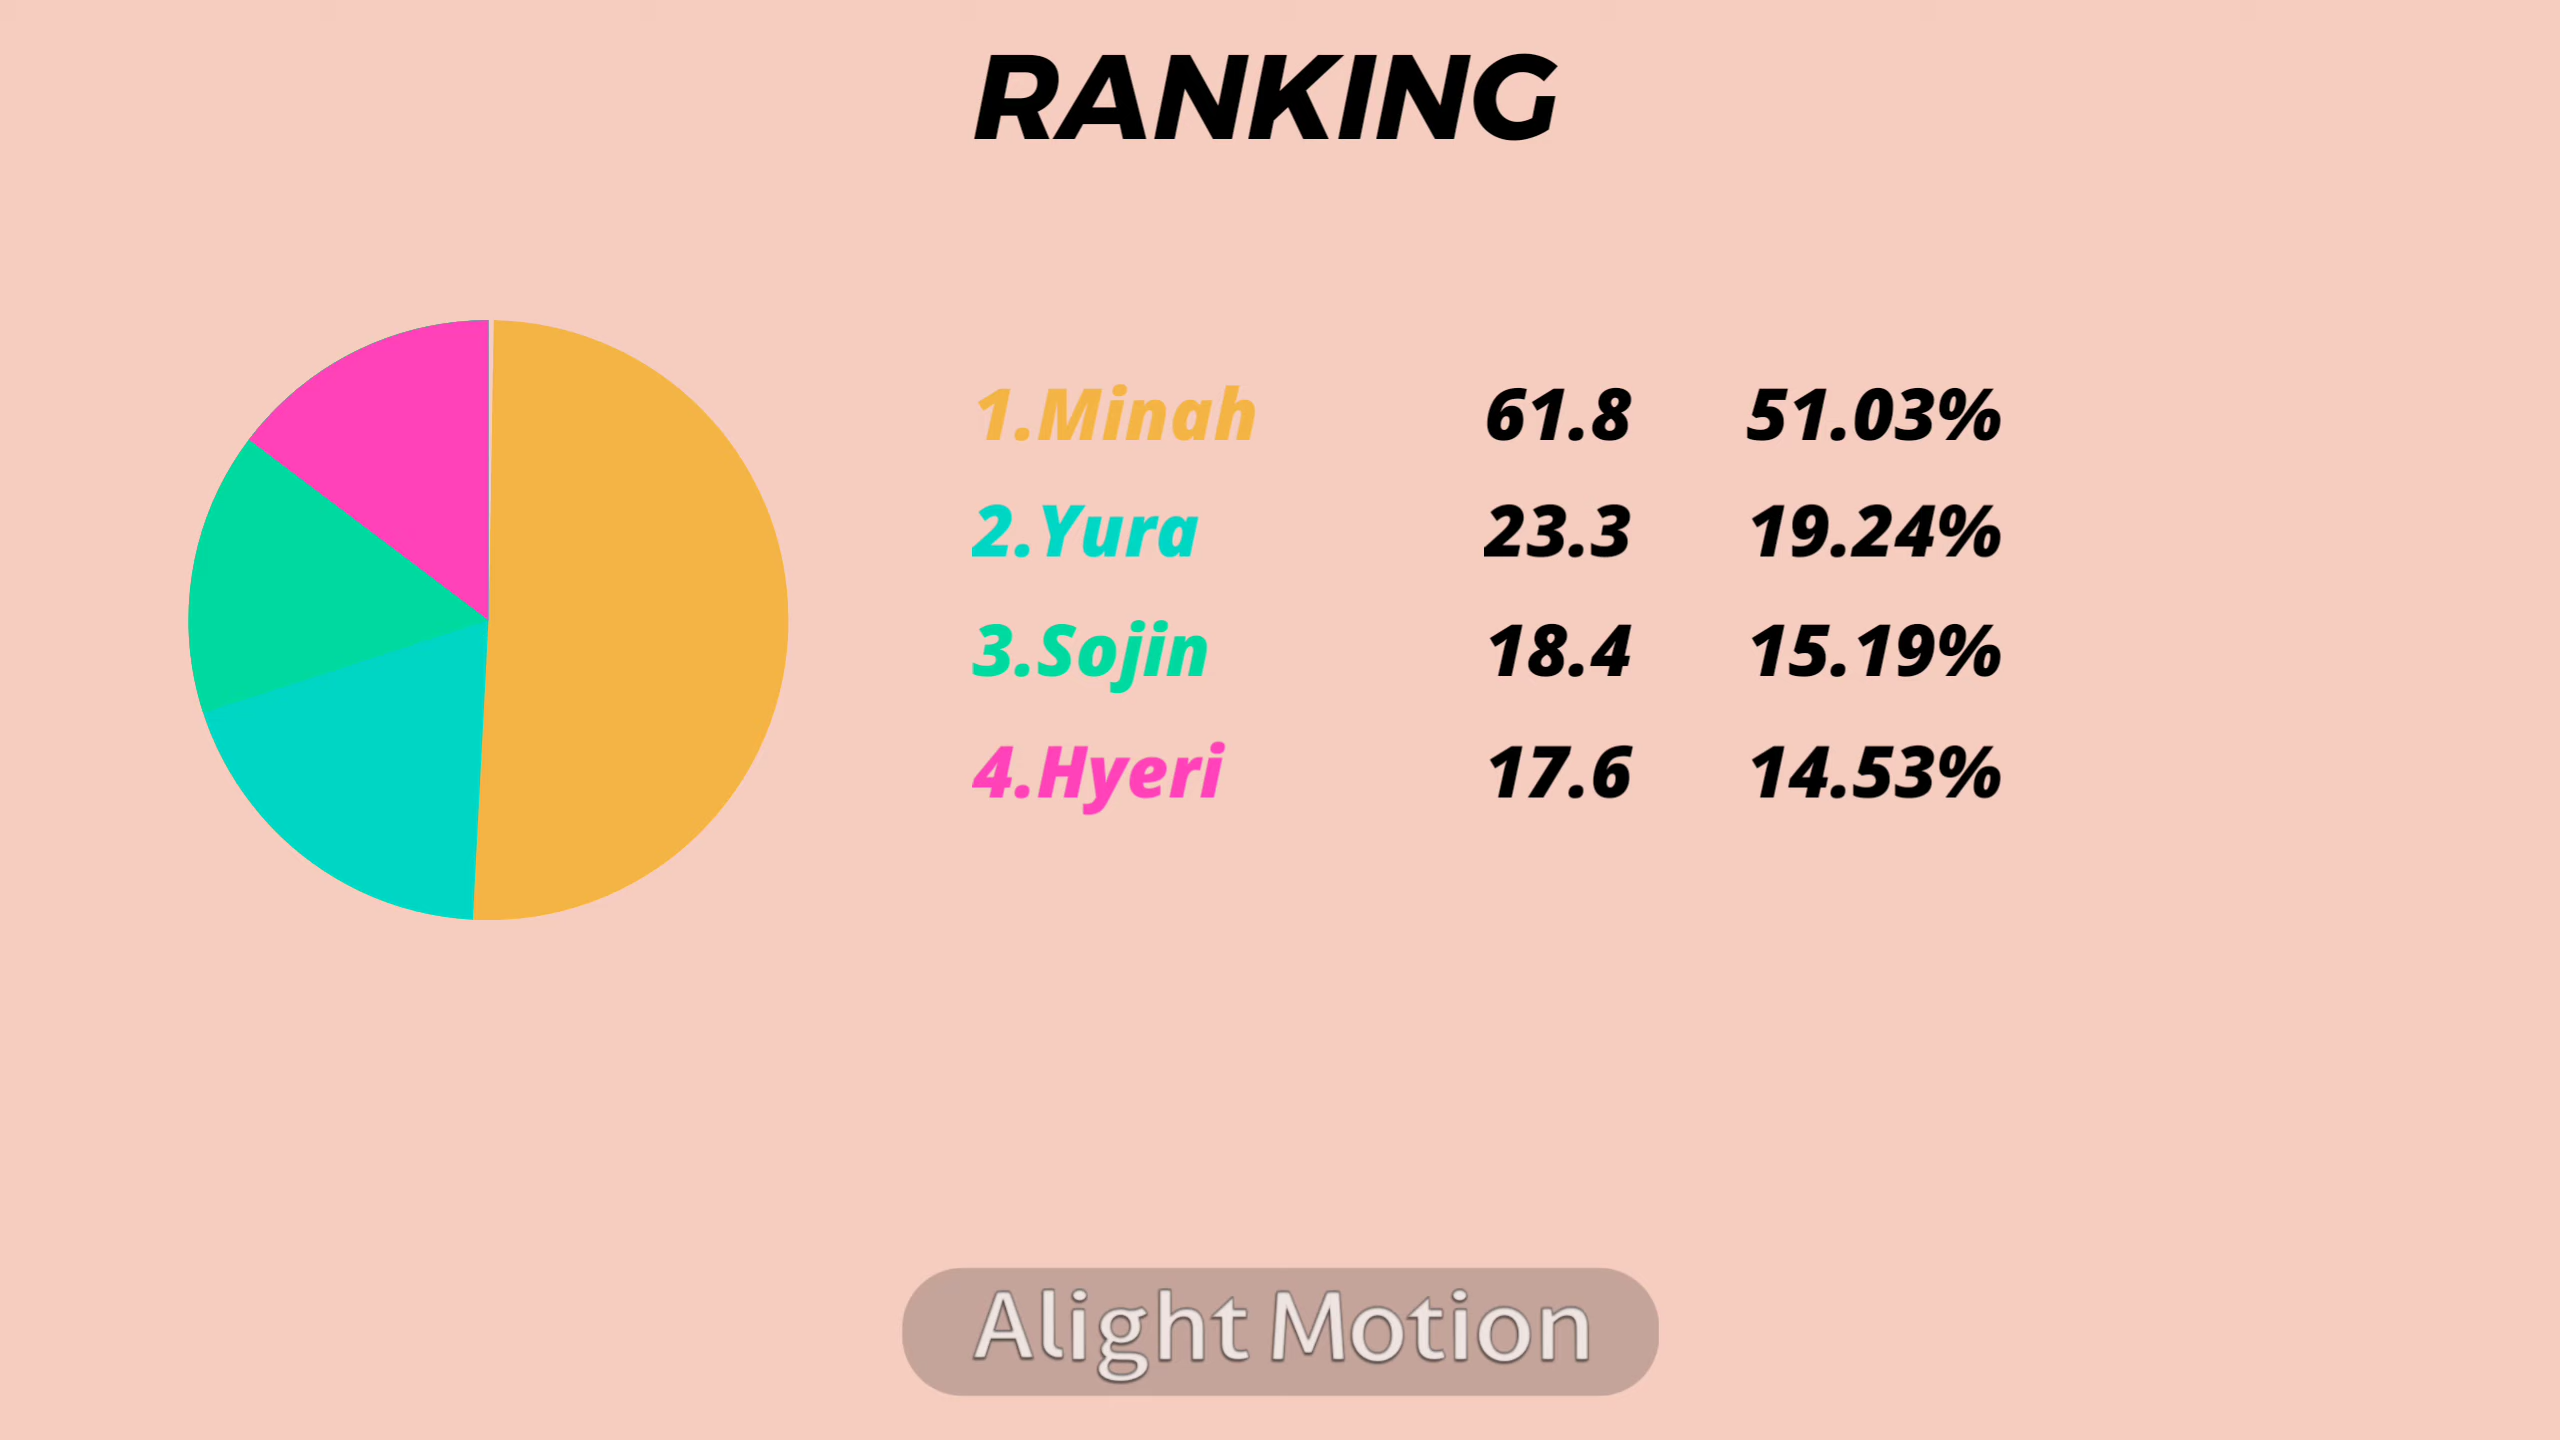 RANKING
1.Minah 61.8 51.03%
2.Yura 23.3 19.24%
3.Sojin 18.4 15.19%
4.Hyeri 17.6 14.53%
Alight Motion